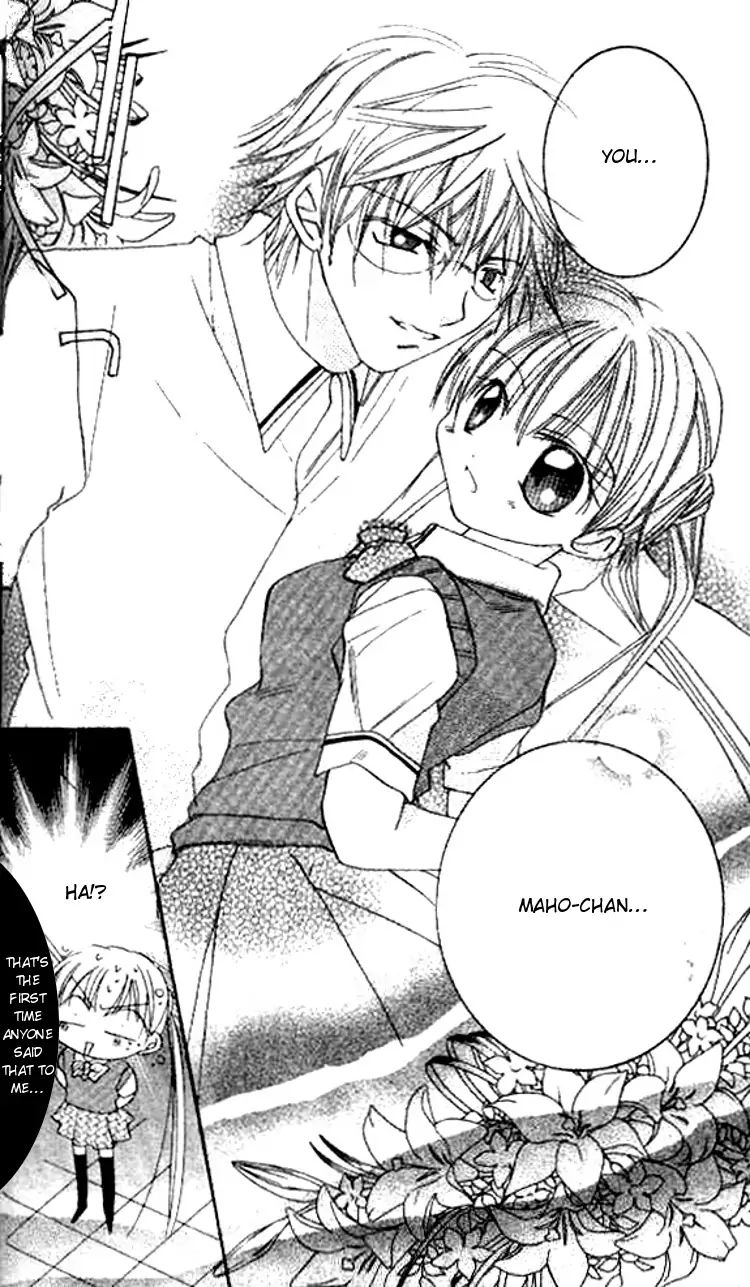 YOU...
MAHO-CHAN...
HA!?
THAT'S
THE
FIRST
TIME
ANYONE
SAID
THAT TO
ME...